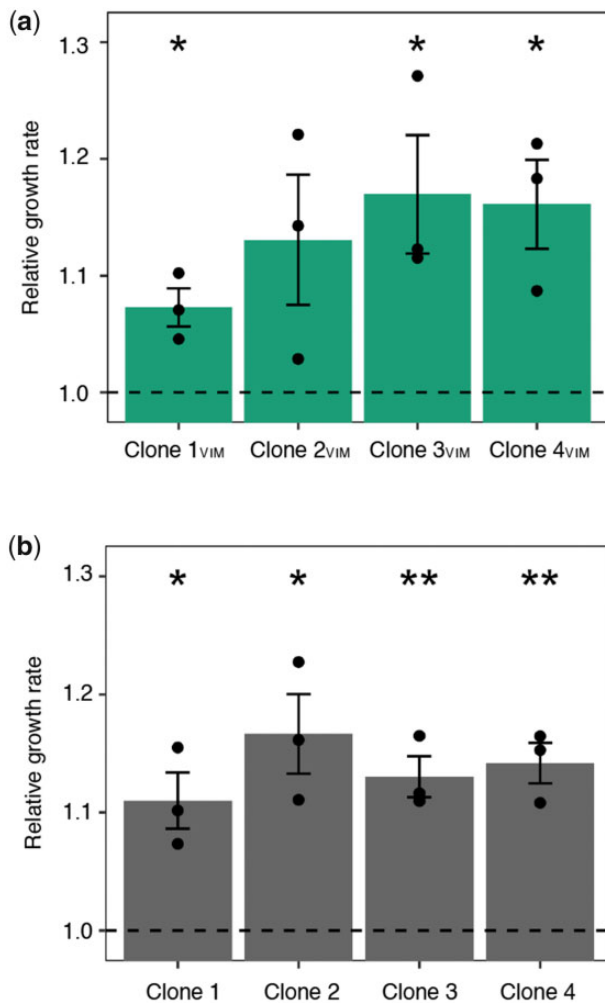 (a)
Relative growth rate
1.3
1.2
1.1
1.0
* * *
Clone 1VIM Clone 2VIM Clone 3VIM Clone 4VIM
(b)
Relative growth rate
1.3
1.2
1.1
1.0
* * ** **
Clone 1 Clone 2 Clone 3 Clone 4